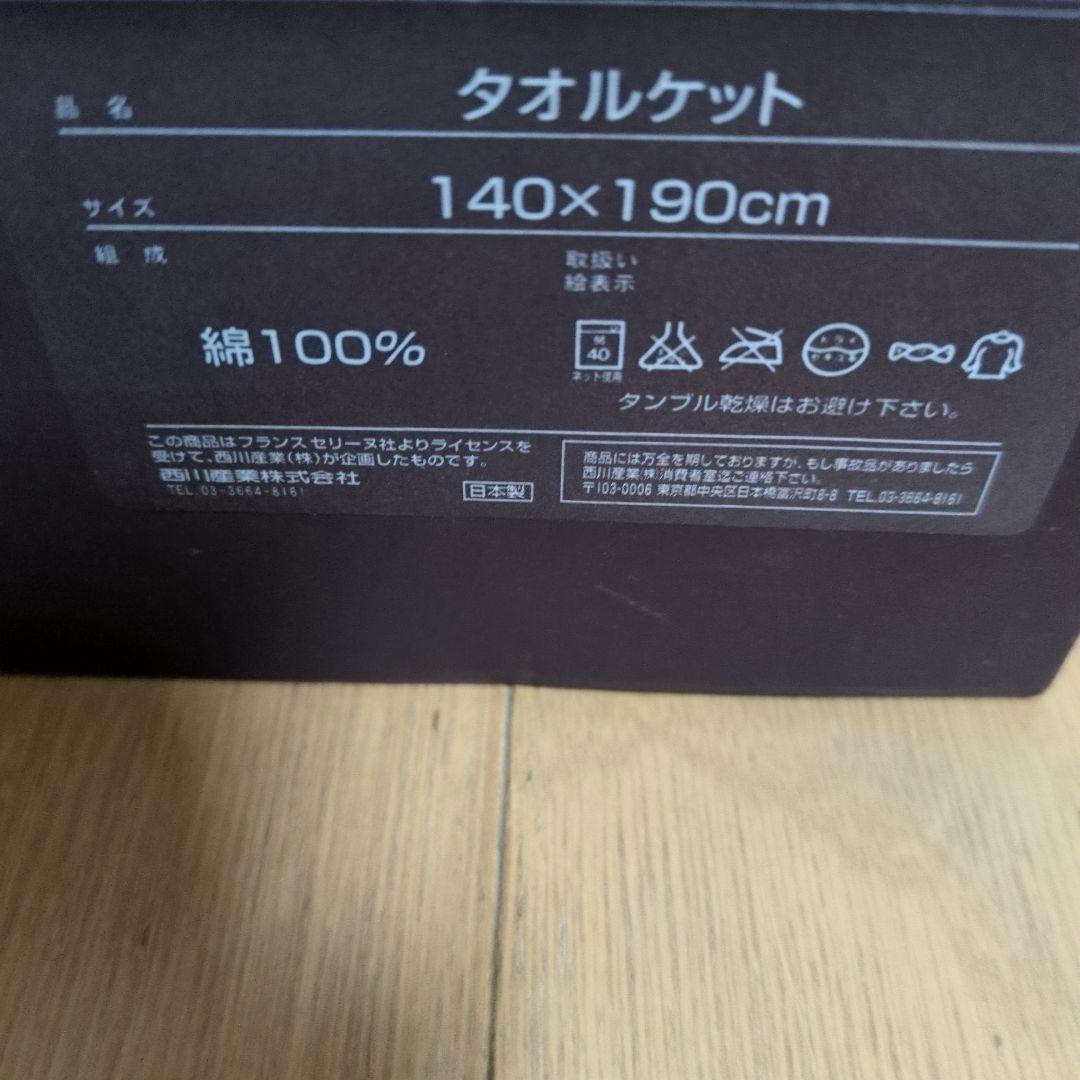 品名 タオルケット
サイズ 140×190cm
組成
取扱い
絵表示
綿100%
弱
40
ネット使用
ドライ
セキユ系
タンブル乾燥はお避け下さい。
この商品はフランスセリーヌ社よりライセンスを
受けて、西川産業(株)が企画したものです。
西川産業株式会社
TEL.03-3664-8161
日本製
商品には万全を期しておりますが、もし事故品がありましたら
西川産業(株)消費者室迄ご連絡下さい。
〒103-0006 東京都中央区日本橋富沢町8-8 TEL.03-3664-8161